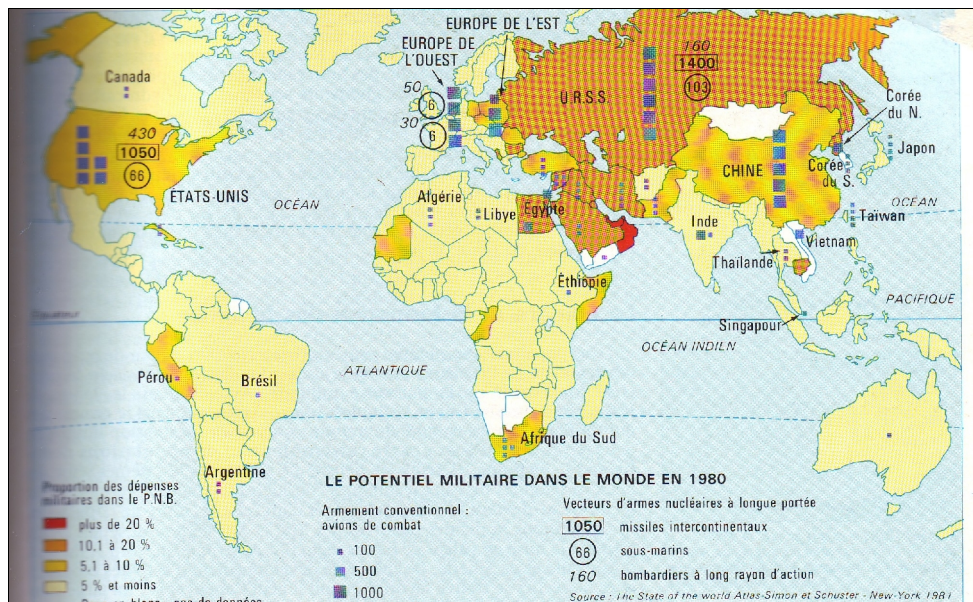 EUROPE DE L'EST
EUROPE DE
L'OUEST
Canada
50
6
30
6
U.R.S.S.
160
1400
103
Corée
du N.
Japon
430
1050
66
ÉTATS-UNIS
CHINE
Corée
du S.
OCÉAN
Algérie
Libye
Égypte
Inde
OCÉAN
Taïwan
Vietnam
Thaïlande
Éthiopie
PACIFIQUE
Singapour
OCÉAN INDIEN
ATLANTIQUE
Pérou
Brésil
Afrique du Sud
Argentine
LE POTENTIEL MILITAIRE DANS LE MONDE EN 1980
Proportion des dépenses
militaires dans le P.N.B.
plus de 20 %
10,1 à 20 %
5,1 à 10 %
5 % et moins
Armement conventionnel :
avions de combat
100
500
1000
Vecteurs d'armes nucléaires à longue portée
1050 missiles intercontinentaux
66 sous-marins
160 bombardiers à long rayon d'action
Source : The State of the world Atlas-Simon et Schuster - New-York 1981